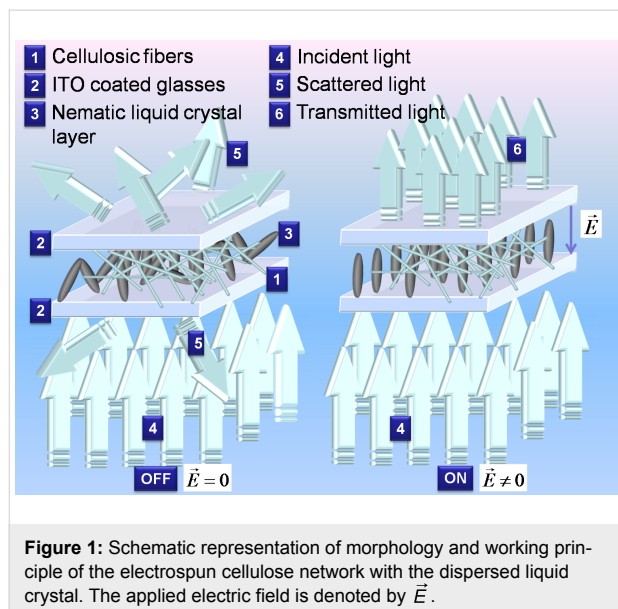 1 Cellulosic fibers
2 ITO coated glasses
3 Nematic liquid crystal
layer
4 Incident light
5 Scattered light
6 Transmitted light
5
6
2
3
1
2
5
4
4
E⃗
OFF E⃗ = 0
ON E⃗ ≠ 0
Figure 1: Schematic representation of morphology and working prin-
ciple of the electrospun cellulose network with the dispersed liquid
crystal. The applied electric field is denoted by E⃗ .